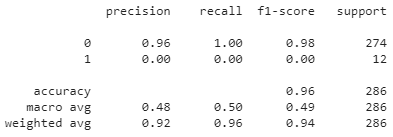 precision recall f1-score support
0 0.96 1.00 0.98 274
1 0.00 0.00 0.00 12
accuracy 0.96 286
macro avg 0.48 0.50 0.49 286
weighted avg 0.92 0.96 0.94 286